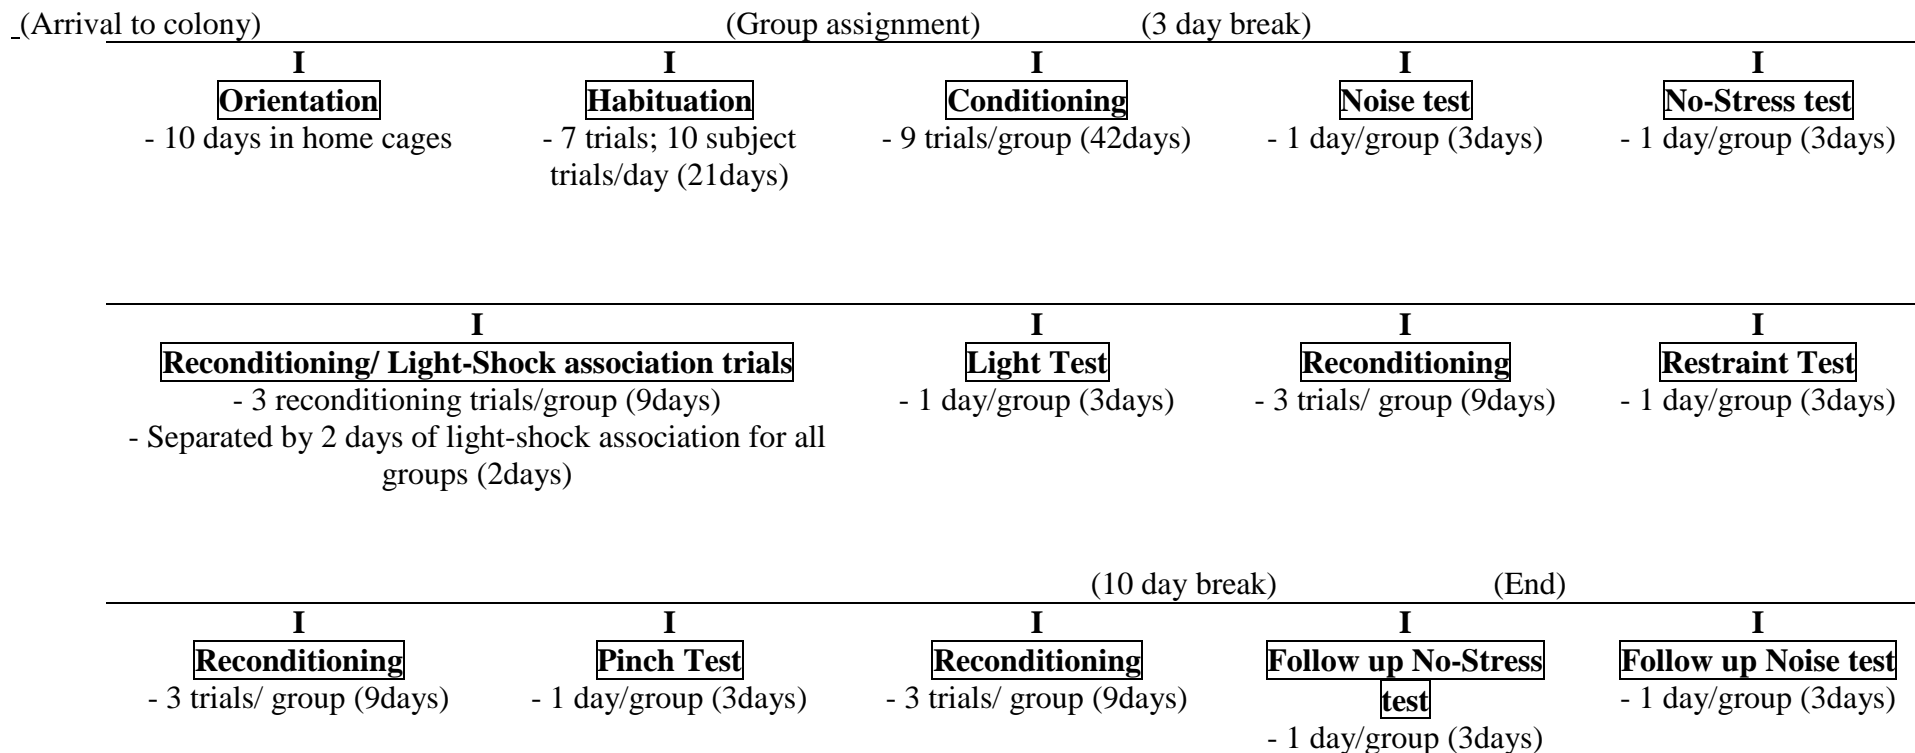 (Arrival to colony) (Group assignment) (3 day break)
I I I I I
Orientation Habituation Conditioning Noise test No-Stress test
- 10 days in home cages - 7 trials; 10 subject - 9 trials/group (42days) - 1 day/group (3days) - 1 day/group (3days)
trials/day (21days)
I I I I
Reconditioning/ Light-Shock association trials Light Test Reconditioning Restraint Test
- 3 reconditioning trials/group (9days) - 1 day/group (3days) - 3 trials/ group (9days) - 1 day/group (3days)
- Separated by 2 days of light-shock association for all
groups (2days)
(10 day break) (End)
I I I I I
Reconditioning Pinch Test Reconditioning Follow up No-Stress Follow up Noise test
- 3 trials/ group (9days) - 1 day/group (3days) - 3 trials/ group (9days) test - 1 day/group (3days)
- 1 day/group (3days)